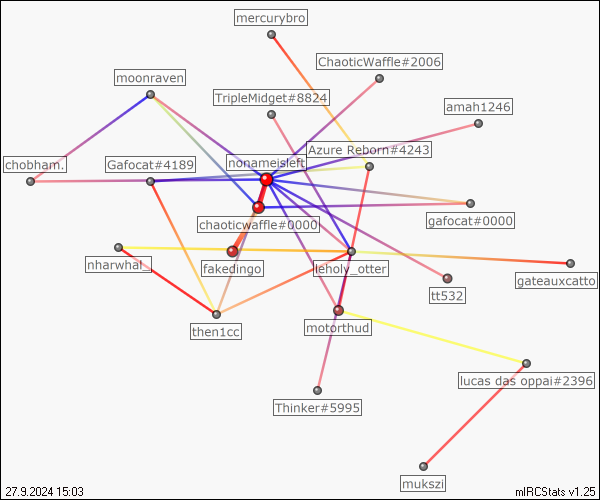 mercurybro
ChaoticWaffle#2006
moonraven
TripleMidget#8824
amah1246
Azure Reborn#4243
chobham.
Gafocat#4189
nonameisleft
chaoticwaffle#0000
gafocat#0000
nharwhal_
fakedingo
leholy_otter
gateauxcatto
tt532
then1cc
motorthud
lucas das oppai#2396
Thinker#5995
mukszi
27.9.2024 15:03
mIRCStats v1.25